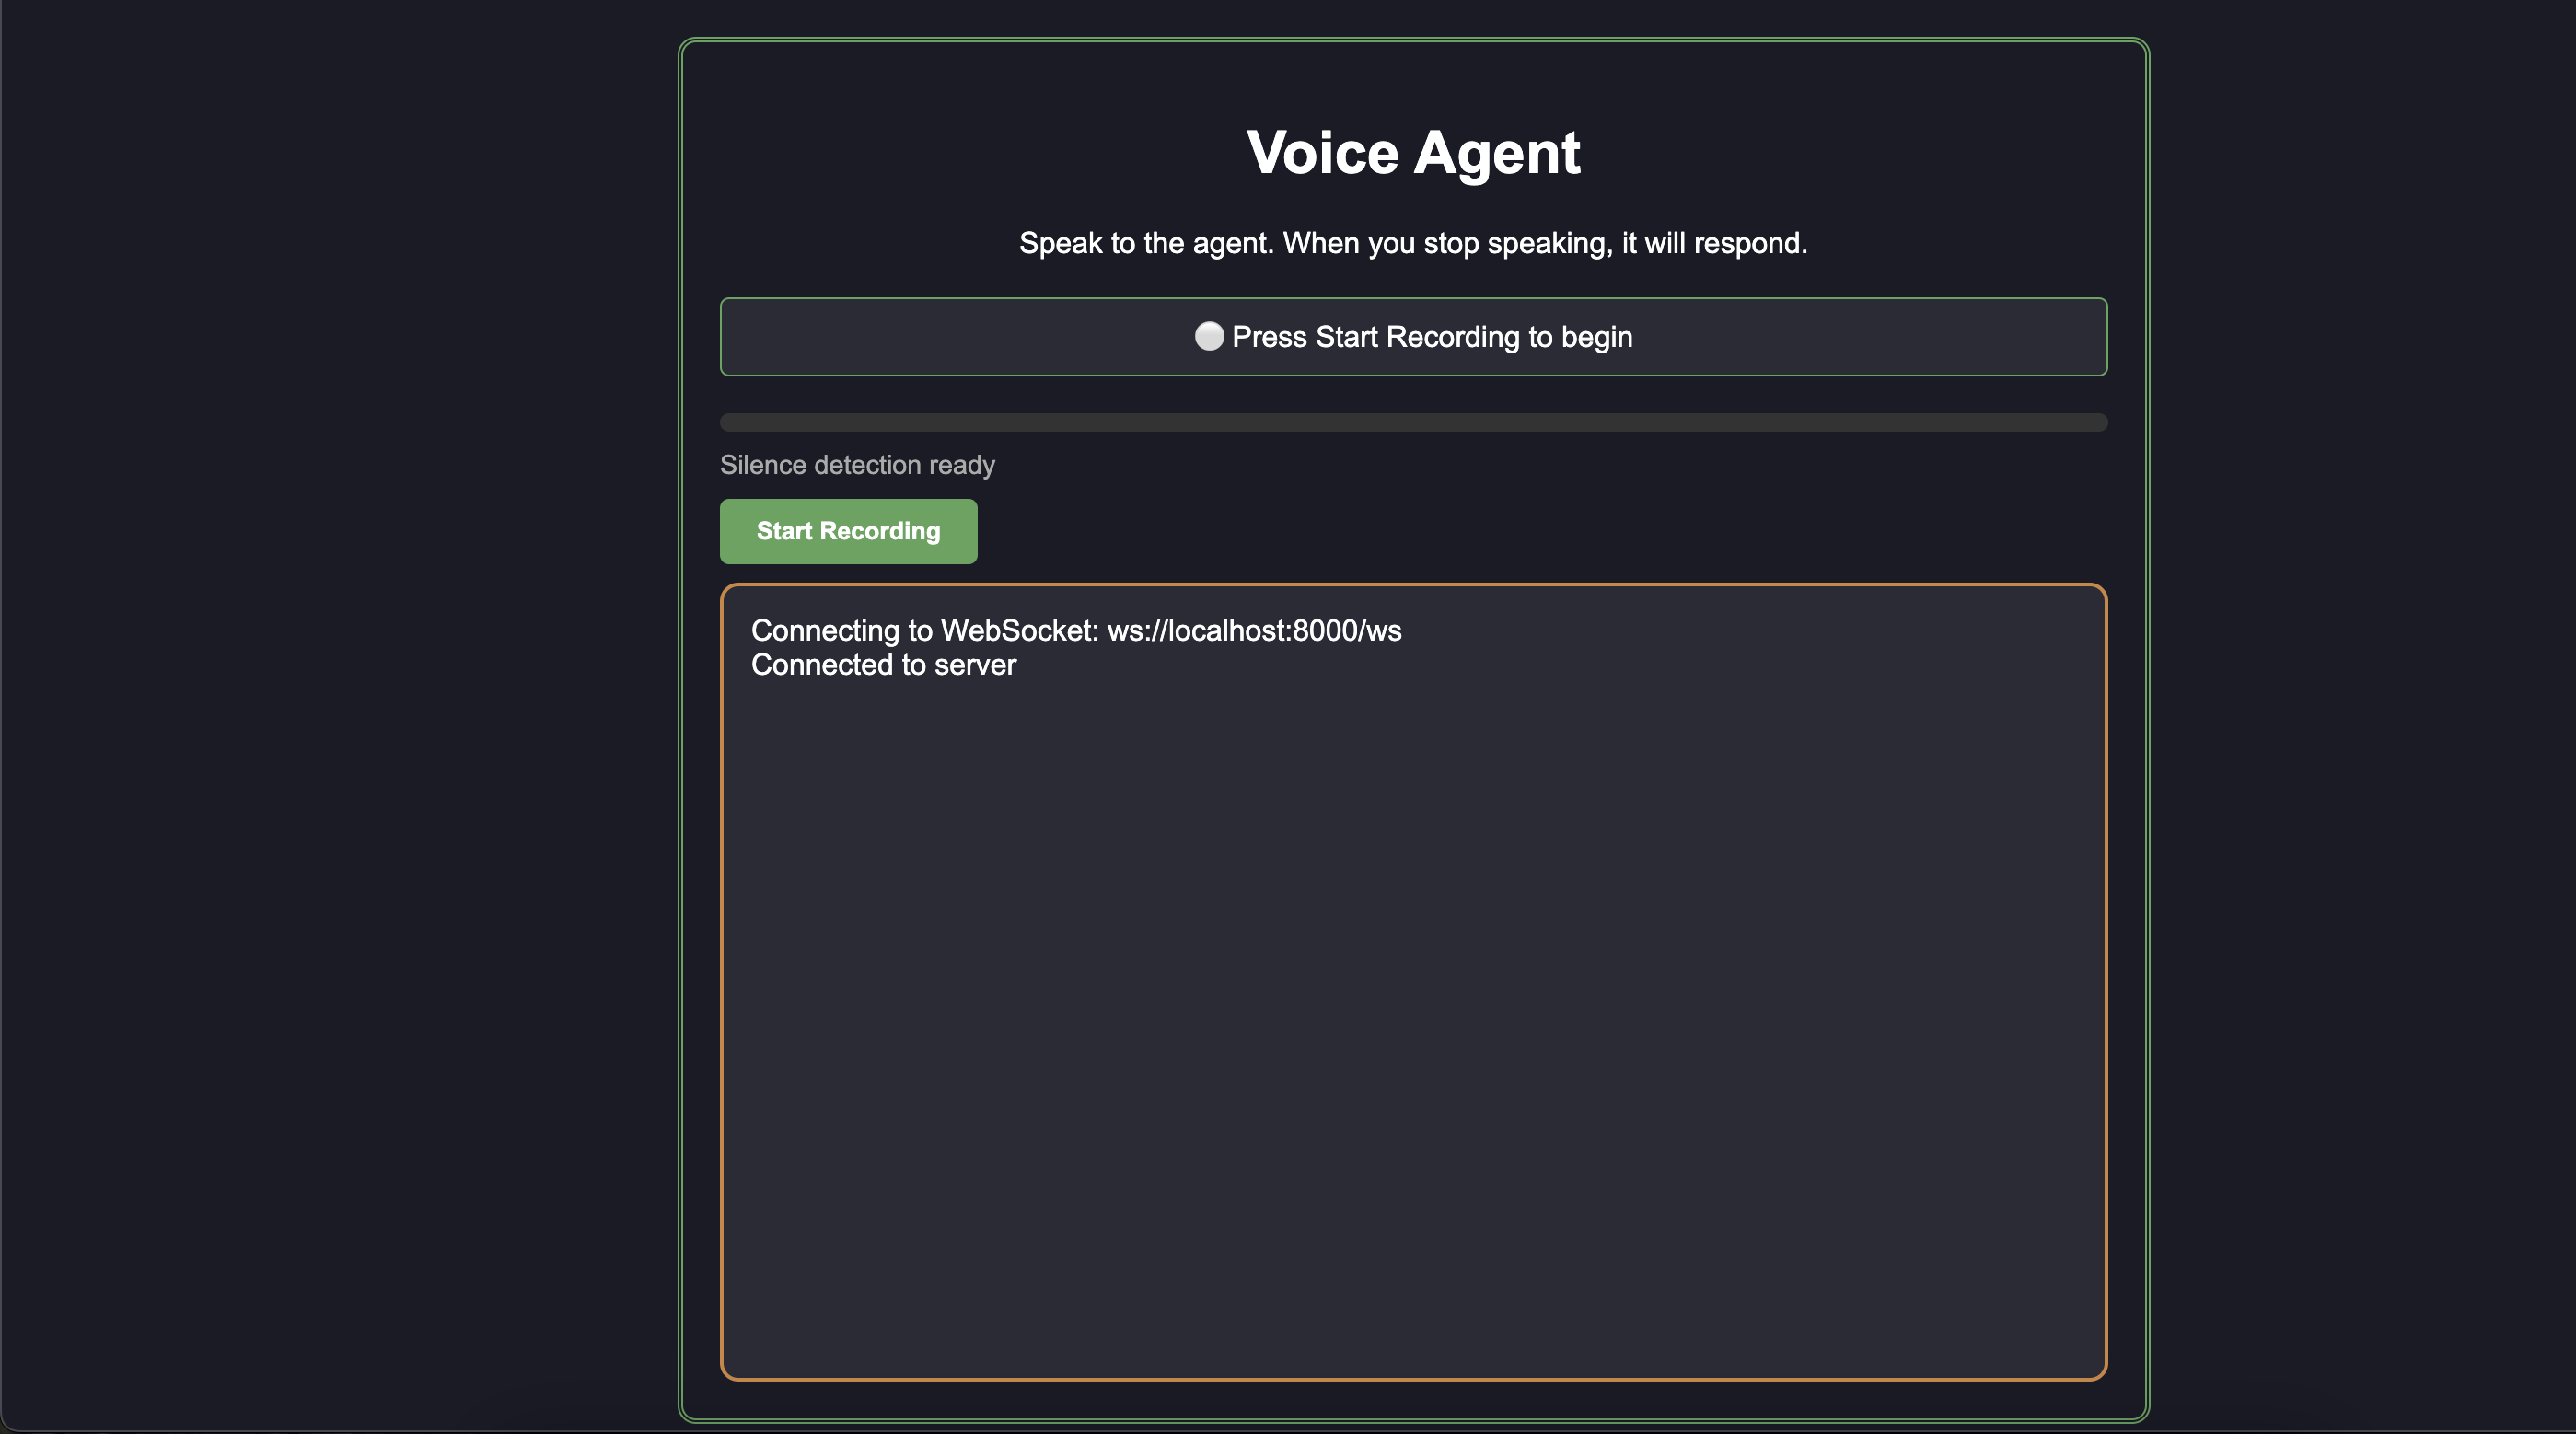 Voice Agent
Speak to the agent. When you stop speaking, it will respond.
Press Start Recording to begin
Silence detection ready
Start Recording
Connecting to WebSocket: ws://localhost:8000/ws
Connected to server